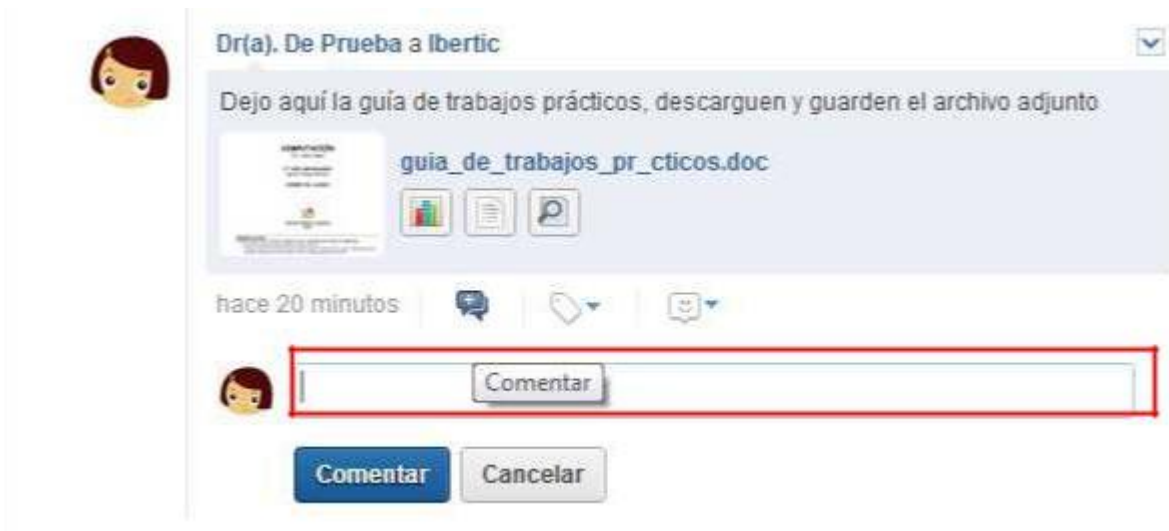 Dr(a). De Prueba a Ibertic
Dejo aquí la guía de trabajos prácticos, descarguen y guarden el archivo adjunto
COMPUTACIÓN
guia_de_trabajos_pr_cticos.doc
hace 20 minutos
Comentar
Comentar
Cancelar